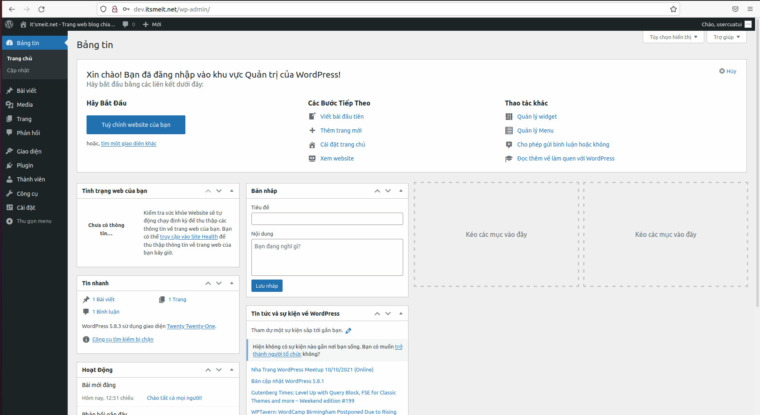 dev.itsmeit.net/wp-admin/
It'smeit.net - Trang web blog chia...
0
Mới
Chào, usercuatui
Bảng tin
Trang chủ
Cập nhật
Bài viết
Media
Trang
Phản hồi
Giao diện
Plugin
Thành viên
Công cụ
Cài đặt
Thu gọn menu
Bảng tin
Tùy chọn hiển thị
Trợ giúp
Xin chào! Bạn đã đăng nhập vào khu vực Quản trị của WordPress!
Hãy bắt đầu bằng các liên kết dưới đây:
Hủy
Hãy Bắt Đầu
Tuỳ chỉnh website của bạn
hoặc, tìm một giao diện khác
Các Bước Tiếp Theo
Viết bài đầu tiên
Thêm trang mới
Cài đặt trang chủ
Xem website
Thao tác khác
Quản lý widget
Quản lý Menu
Cho phép gửi bình luận hoặc không
Đọc thêm về làm quen với WordPress
Tình trạng web của bạn
Chưa có thông
tin...
Kiểm tra sức khỏe Website sẽ tự
động chạy định kỳ để thu thập các
thông tin về trang web của bạn. Bạn
có thể truy cập vào Site Health để
để thu thập thông tin về trang web của
bạn bây giờ.
Tin nhanh
1 Bài viết
1 Trang
1 Bình luận
WordPress 5.8.3 sử dụng giao diện Twenty Twenty-One.
Công cụ tìm kiếm bị chặn
Hoạt Động
Bài mới đăng
Hôm nay, 12:51 chiều
Chào tất cả mọi người!
Phản hồi gần đây
Bản nháp
Tiêu đề
Nội dung
Bạn đang nghĩ gì?
Lưu nháp
Tin tức và sự kiện về WordPress
Tham dự một sự kiện sắp tới gần bạn.
Hiện không có sự kiện nào gần nơi bạn sống. Bạn có muốn trở
thành người tổ chức không?
Nha Trang WordPress Meetup 10/10/2021 (Online)
Bản cập nhật WordPress 5.8.1
Gutenberg Times: Level Up with Query Block, FSE for Classic
Themes and more – Weekend edition #199
WPTavern: WordCamp Birmingham Postponed Due to Rising
Kéo các mục vào đây
Kéo các mục vào đây